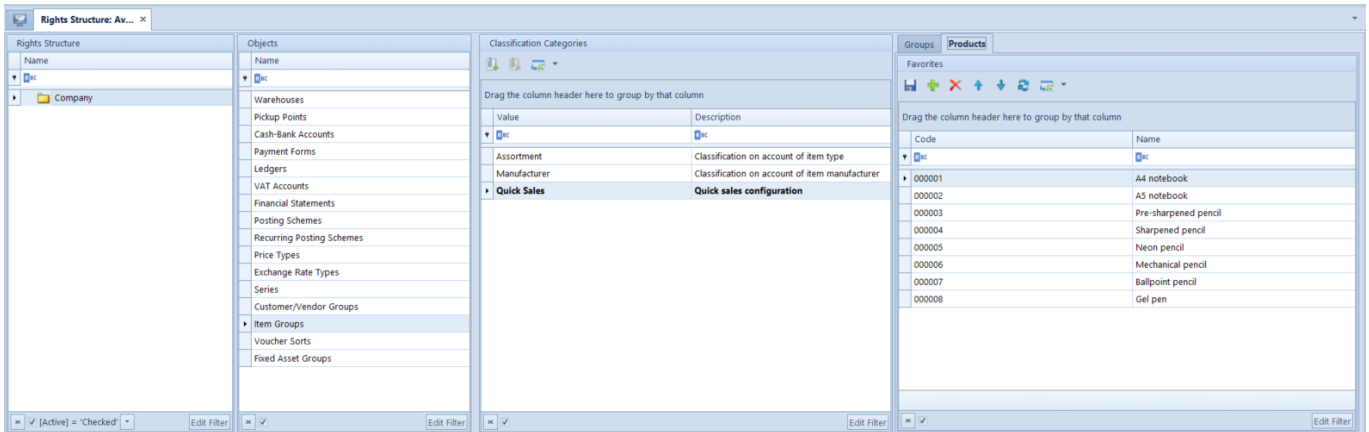 Rights Structure: Av...
Rights Structure
Name
Company
[Active] = 'Checked'
Edit Filter
Objects
Name
Warehouses
Pickup Points
Cash-Bank Accounts
Payment Forms
Ledgers
VAT Accounts
Financial Statements
Posting Schemes
Recurring Posting Schemes
Price Types
Exchange Rate Types
Series
Customer/Vendor Groups
Item Groups
Voucher Sorts
Fixed Asset Groups
Edit Filter
Classification Categories
Drag the column header here to group by that column
Value Description
Assortment Classification on account of item type
Manufacturer Classification on account of item manufacturer
Quick Sales Quick sales configuration
Edit Filter
Groups Products
Favorites
Drag the column header here to group by that column
Code Name
000001 A4 notebook
000002 A5 notebook
000003 Pre-sharpened pencil
000004 Sharpened pencil
000005 Neon pencil
000006 Mechanical pencil
000007 Ballpoint pencil
000008 Gel pen
Edit Filter